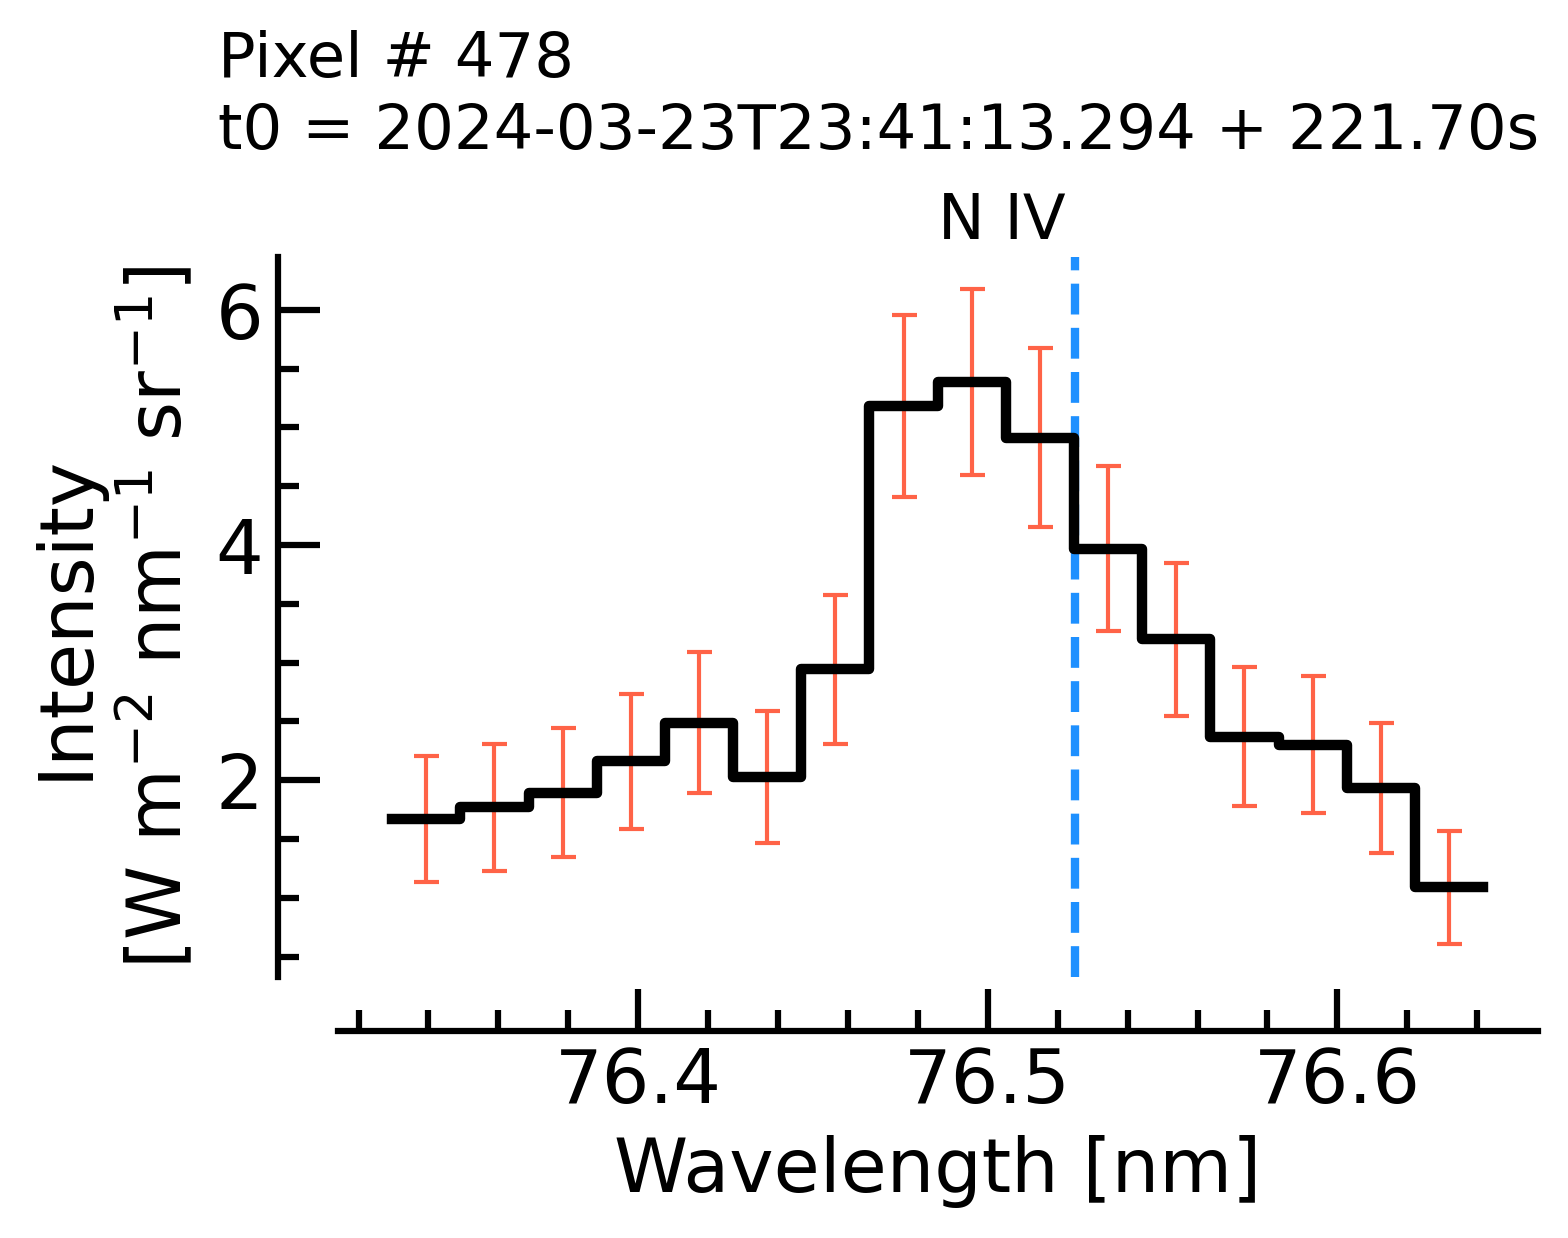 Pixel # 478
t0 = 2024-03-23T23:41:13.294 + 221.70s
N IV
Intensity
[W m⁻² nm⁻¹ sr⁻¹]
6
4
2
76.4 76.5 76.6
Wavelength [nm]